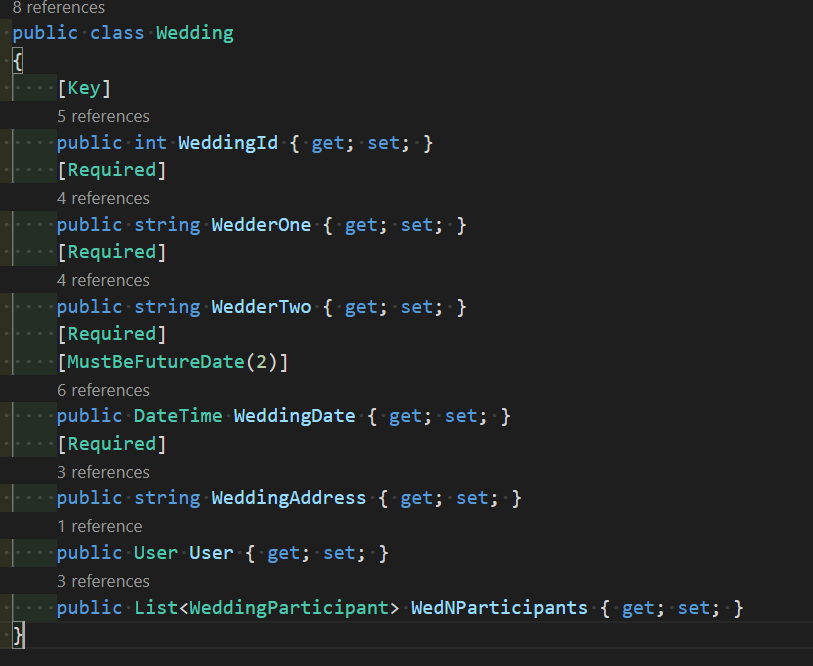 8 references
public class Wedding
{
[Key]
5 references
public int WeddingId { get; set; }
[Required]
4 references
public string WedderOne { get; set; }
[Required]
4 references
public string WedderTwo { get; set; }
[Required]
[MustBeFutureDate(2)]
6 references
public DateTime WeddingDate { get; set; }
[Required]
3 references
public string WeddingAddress { get; set; }
1 reference
public User User { get; set; }
3 references
public List<WeddingParticipant> WedNParticipants { get; set; }
}